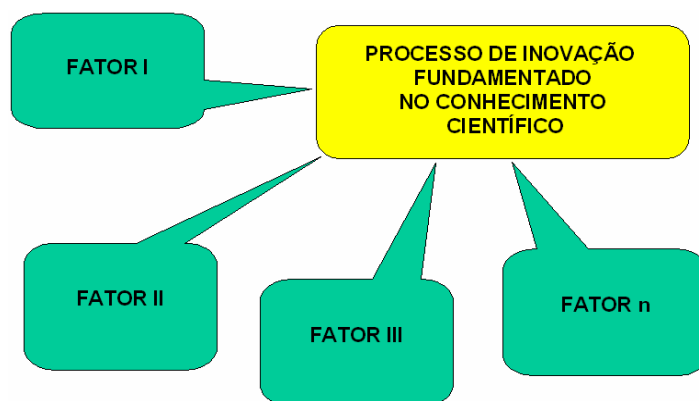 FATOR I
PROCESSO DE INOVAÇÃO
FUNDAMENTADO
NO CONHECIMENTO
CIENTÍFICO
FATOR II
FATOR III
FATOR n